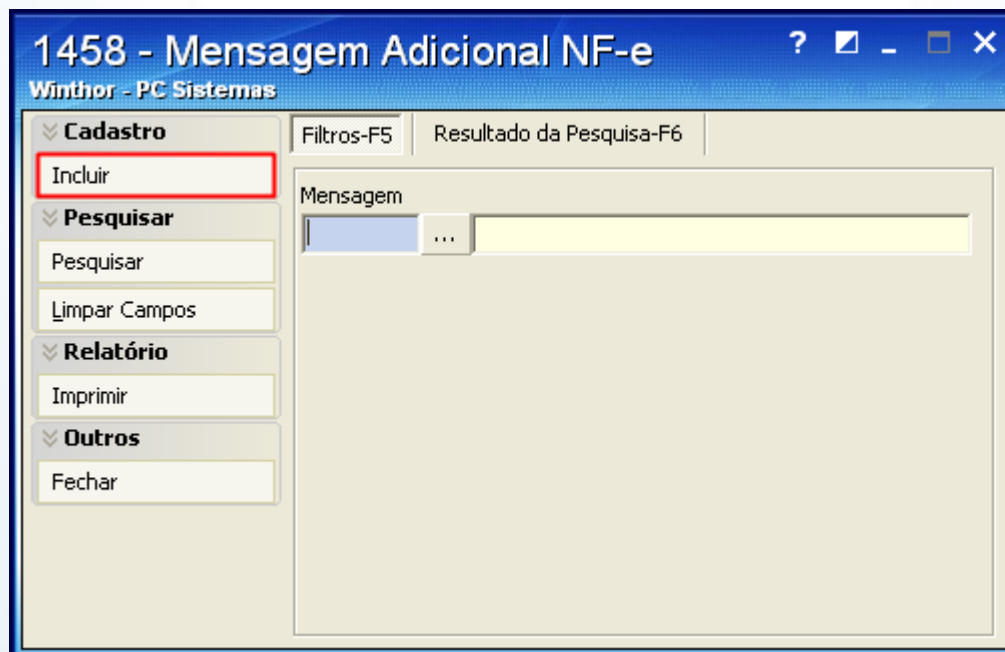 1458 - Mensagem Adicional NF-e
?
Winthor - PC Sistemas
Cadastro
Incluir
Pesquisar
Pesquisar
Limpar Campos
Relatório
Imprimir
Outros
Fechar
Filtros-F5
Resultado da Pesquisa-F6
Mensagem
...